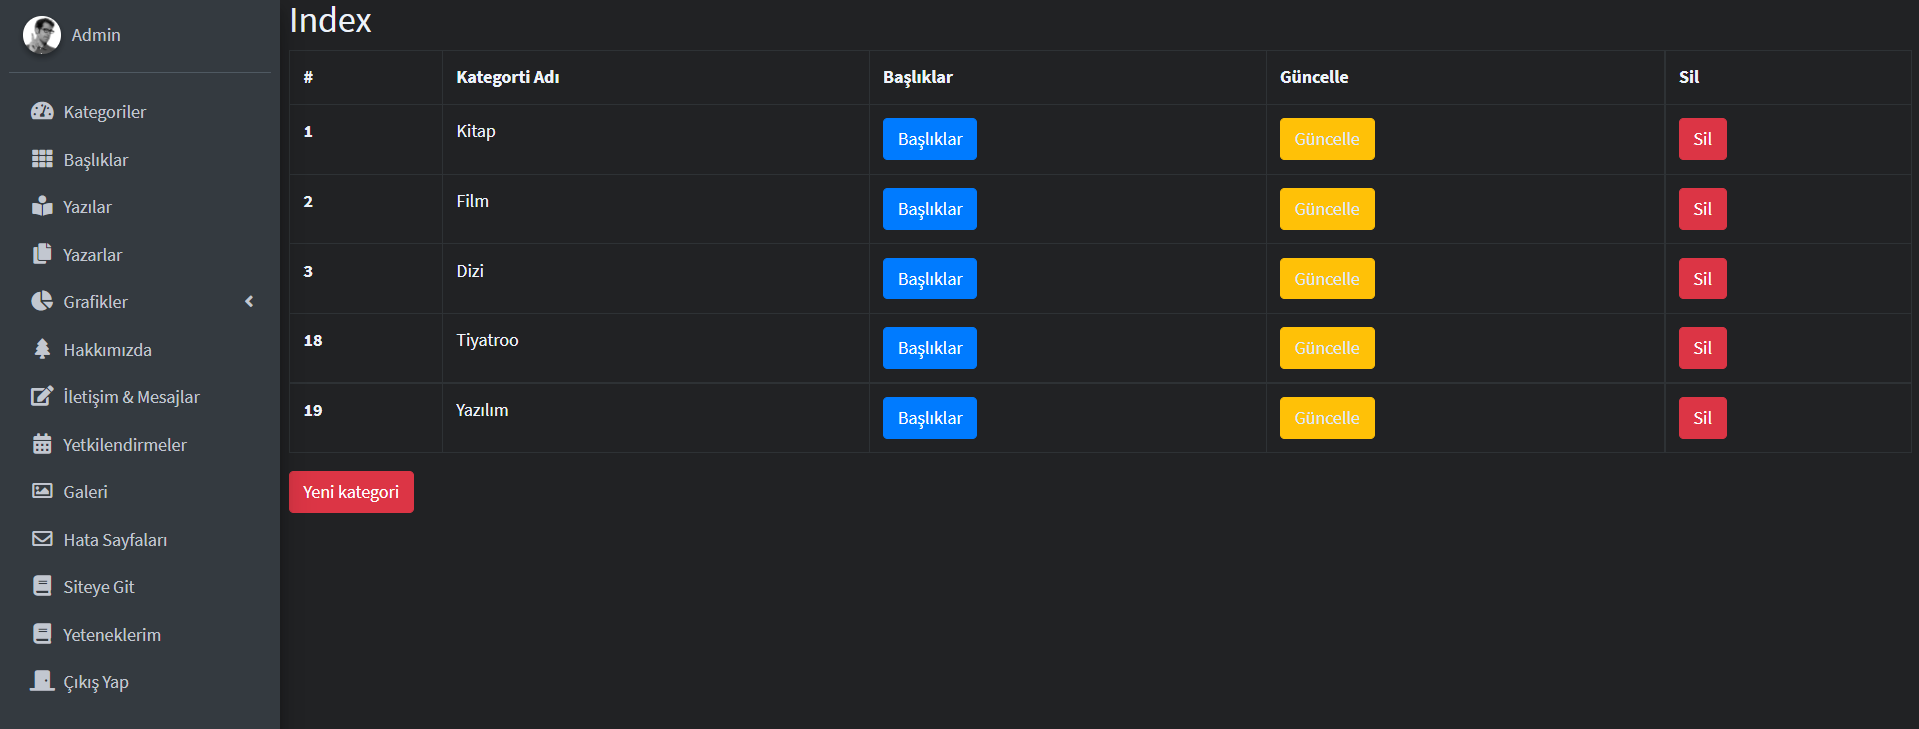 Admin
Kategoriler
Başlıklar
Yazılar
Yazarlar
Grafikler
Hakkımızda
İletişim & Mesajlar
Yetkilendirmeler
Galeri
Hata Sayfaları
Siteye Git
Yeteneklerim
Çıkış Yap
Index
# Kategorti Adı Başlıklar Güncelle Sil
1 Kitap Başlıklar Güncelle Sil
2 Film Başlıklar Güncelle Sil
3 Dizi Başlıklar Güncelle Sil
18 Tiyatroo Başlıklar Güncelle Sil
19 Yazılım Başlıklar Güncelle Sil
Yeni kategori